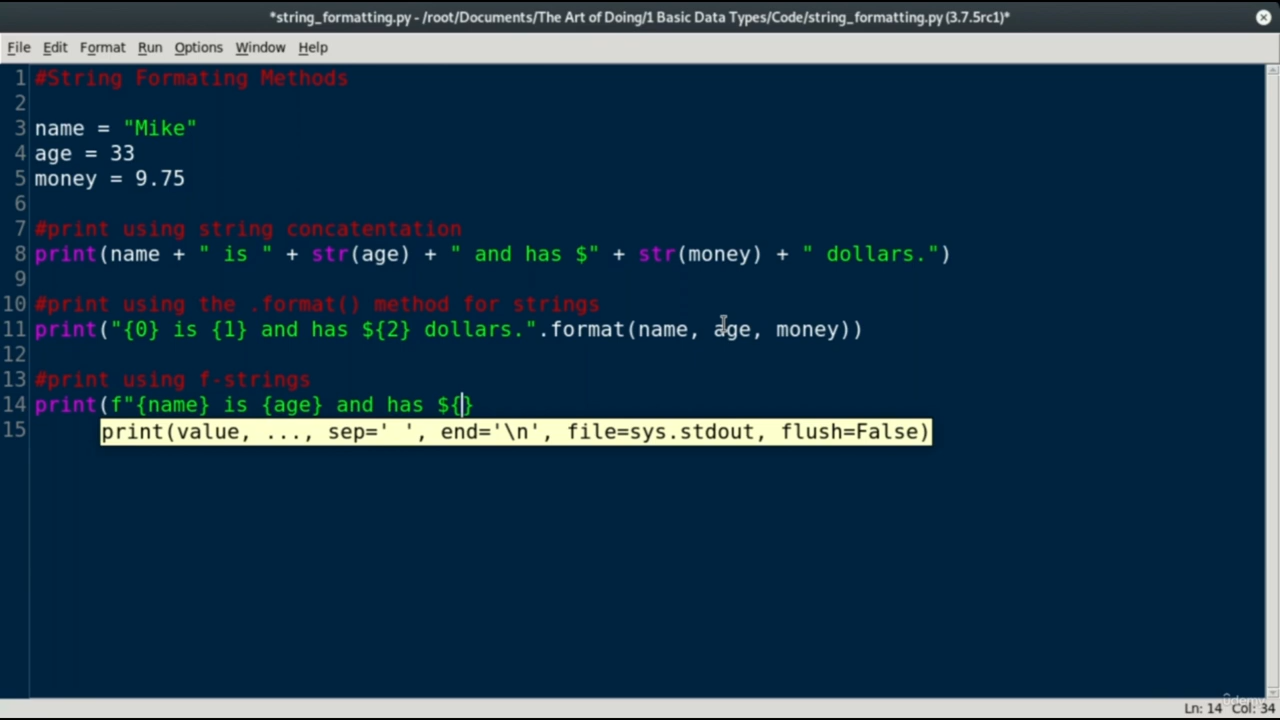 *string_formatting.py - /root/Documents/The Art of Doing/1 Basic Data Types/Code/string_formatting.py (3.7.5rc1)*
File Edit Format Run Options Window Help
1 #String Formating Methods
2
3 name = "Mike"
4 age = 33
5 money = 9.75
6
7 #print using string concatentation
8 print(name + " is " + str(age) + " and has $" + str(money) + " dollars.")
9
10 #print using the .format() method for strings
11 print("{0} is {1} and has ${2} dollars.".format(name, age, money))
12
13 #print using f-strings
14 print(f"{name} is {age} and has ${}
15
print(value, ..., sep=' ', end='\n', file=sys.stdout, flush=False)
ûdemy
Ln: 14 Col: 34